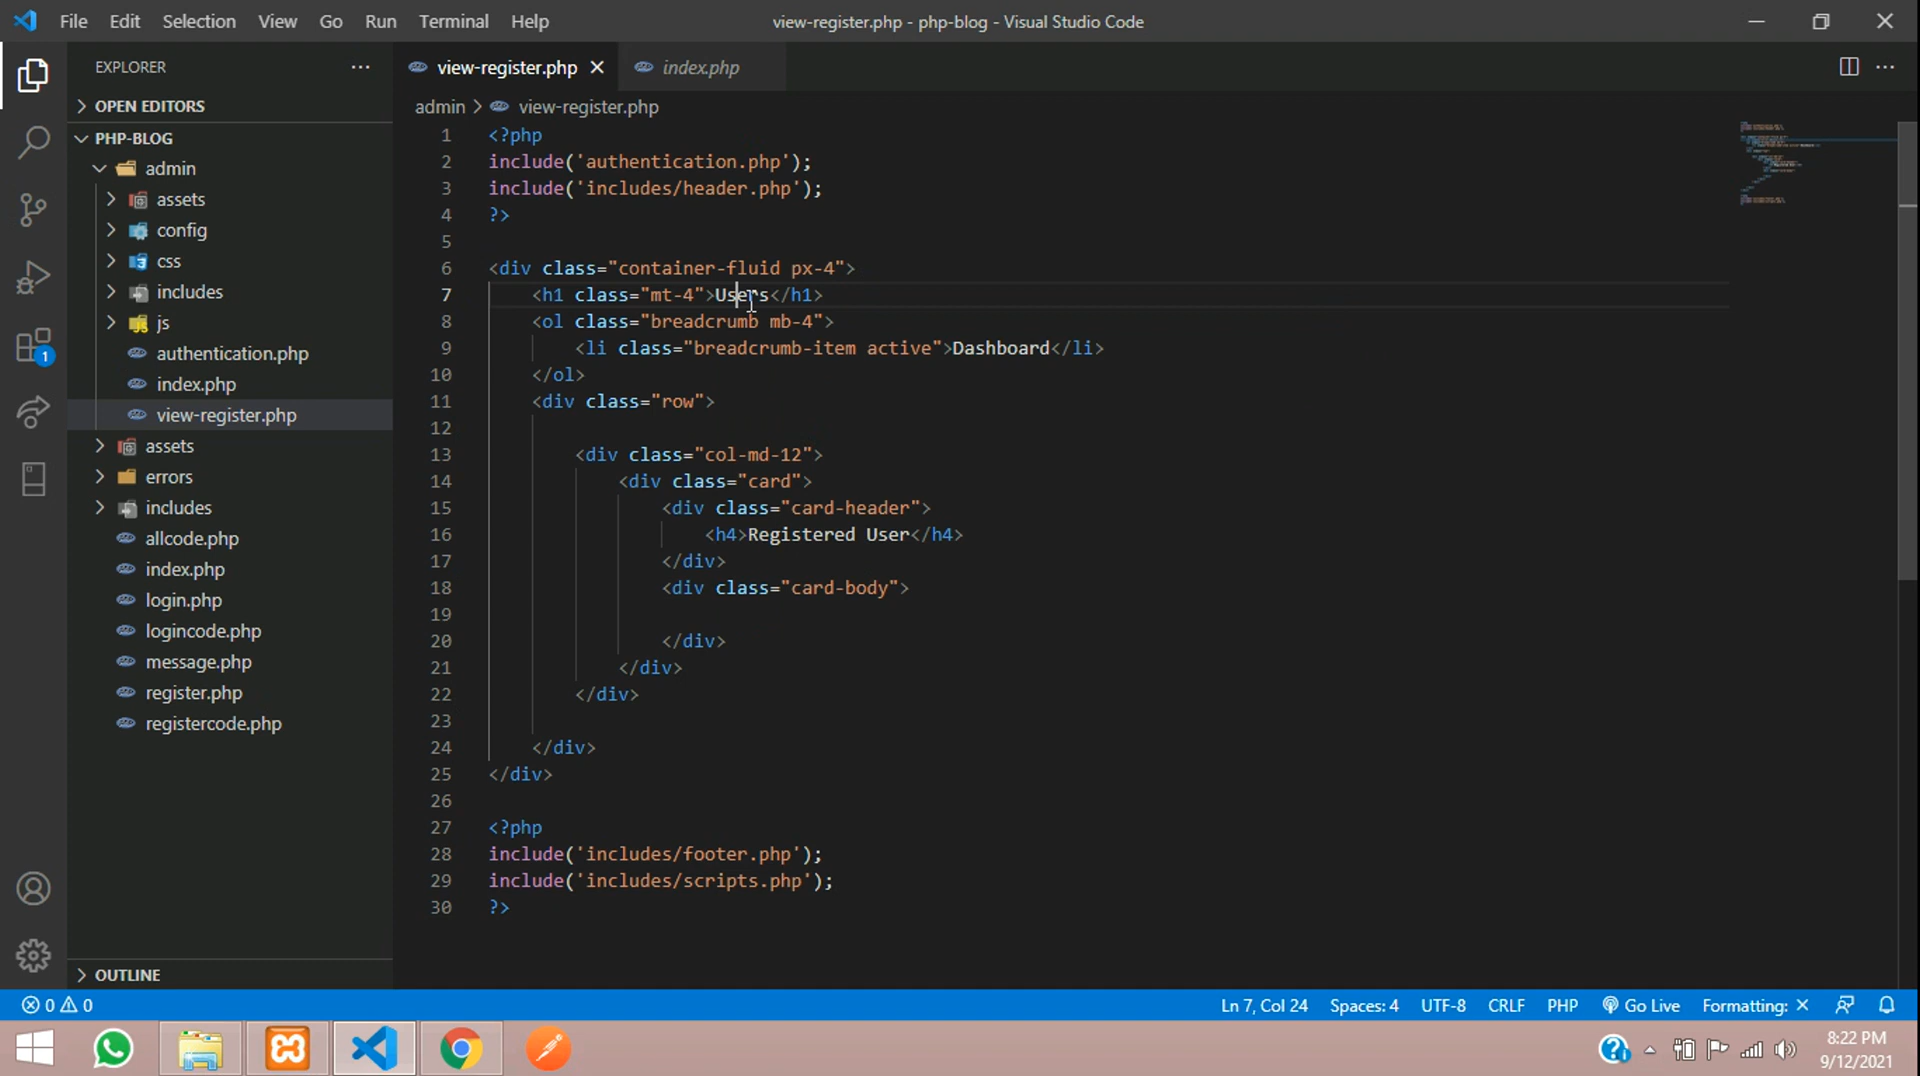 File Edit Selection View Go Run Terminal Help
view-register.php - php-blog - Visual Studio Code
EXPLORER
OPEN EDITORS
PHP-BLOG
admin
assets
config
css
includes
js
authentication.php
index.php
view-register.php
assets
errors
includes
allcode.php
index.php
login.php
logincode.php
message.php
register.php
registercode.php
OUTLINE
1
view-register.php
index.php
admin > view-register.php
1 <?php
2 include('authentication.php');
3 include('includes/header.php');
4 ?>
5
6 <div class="container-fluid px-4">
7 <h1 class="mt-4">Users</h1>
8 <ol class="breadcrumb mb-4">
9 <li class="breadcrumb-item active">Dashboard</li>
10 </ol>
11 <div class="row">
12
13 <div class="col-md-12">
14 <div class="card">
15 <div class="card-header">
16 <h4>Registered User</h4>
17 </div>
18 <div class="card-body">
19
20 </div>
21 </div>
22 </div>
23
24 </div>
25 </div>
26
27 <?php
28 include('includes/footer.php');
29 include('includes/scripts.php');
30 ?>
0 0
Ln 7, Col 24 Spaces: 4 UTF-8 CRLF PHP Go Live Formatting: ×
8:22 PM
9/12/2021